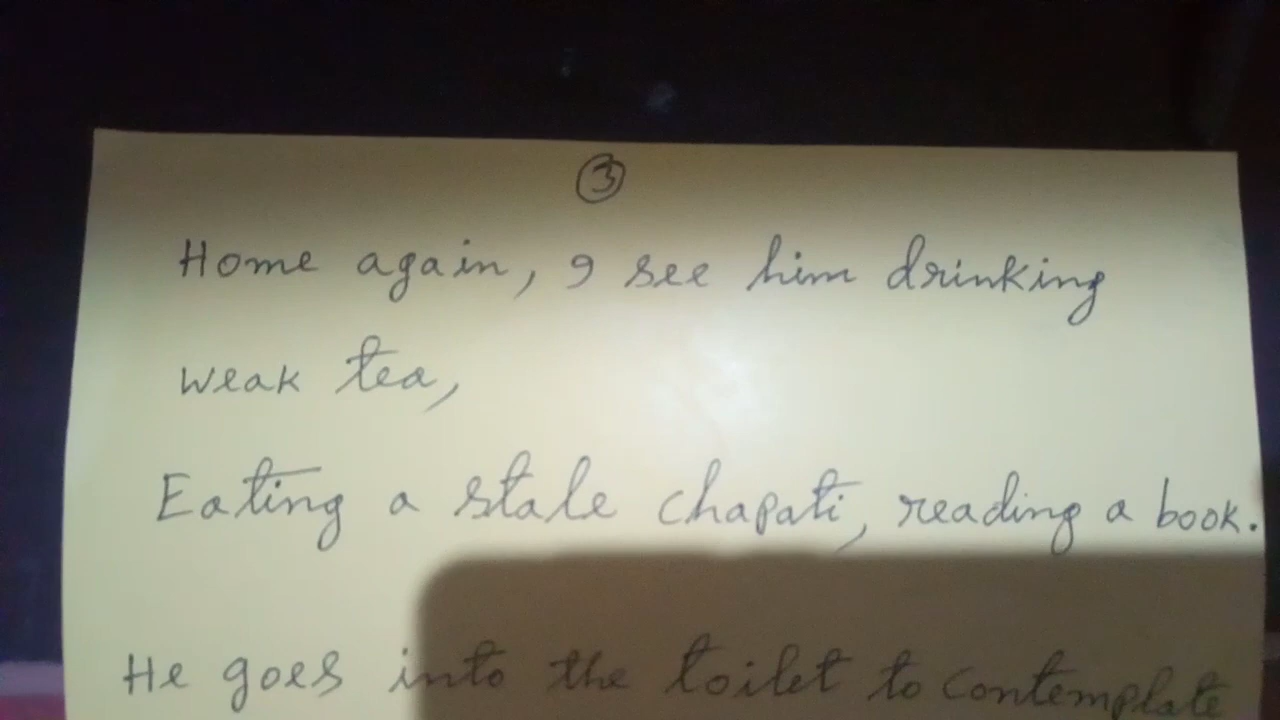 ③
Home again, I see him drinking
weak tea,
Eating a stale chapati, reading a book.
He goes into the toilet to contemplate